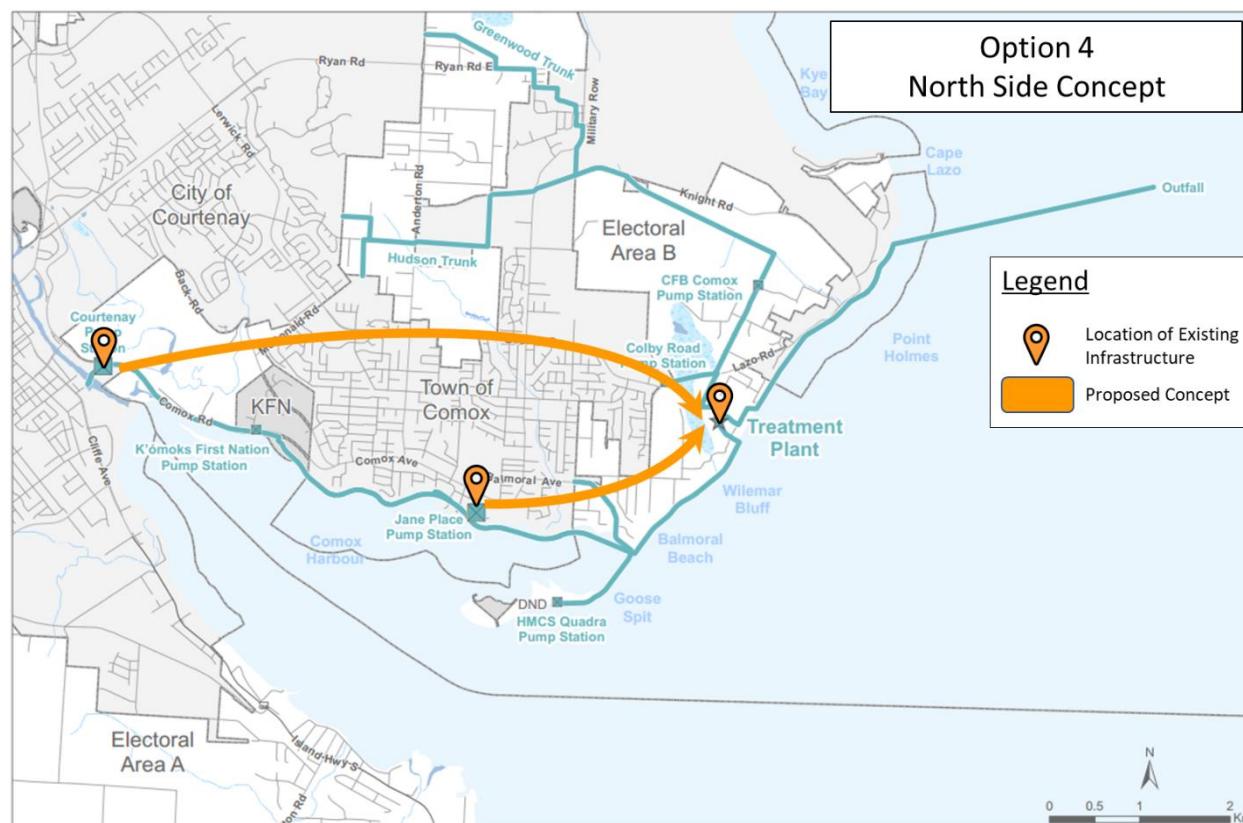 Option 4
North Side Concept
Greenwood Trunk
Ryan Rd
Ryan Rd E
Kye
Bay
Lerwick Rd
Military Row
Cape
Lazo
City of
Courtenay
Anderton Rd
Knight Rd
Outfall
Electoral
Area B
Hudson Trunk
Back Rd
CFB Comox
Pump Station
Legend
Location of Existing
Infrastructure
Proposed Concept
Courtenay
Station
Point
Holmes
Colby Road
Pump Station
Lazo Rd
Town of
Comox
KFN
Comox Rd
Treatment
Plant
K'ómoks First Nation
Pump Station
Cliffe Ave
Comox Ave
Balmoral Ave
Wilemar
Bluff
Jane Place
Pump Station
Balmoral
Beach
Comox
Harbour
Goose
Spit
DND
HMCS Quadra
Pump Station
Electoral
Area A
Island Hwy S
ton Rd
N
0 0.5 1 2